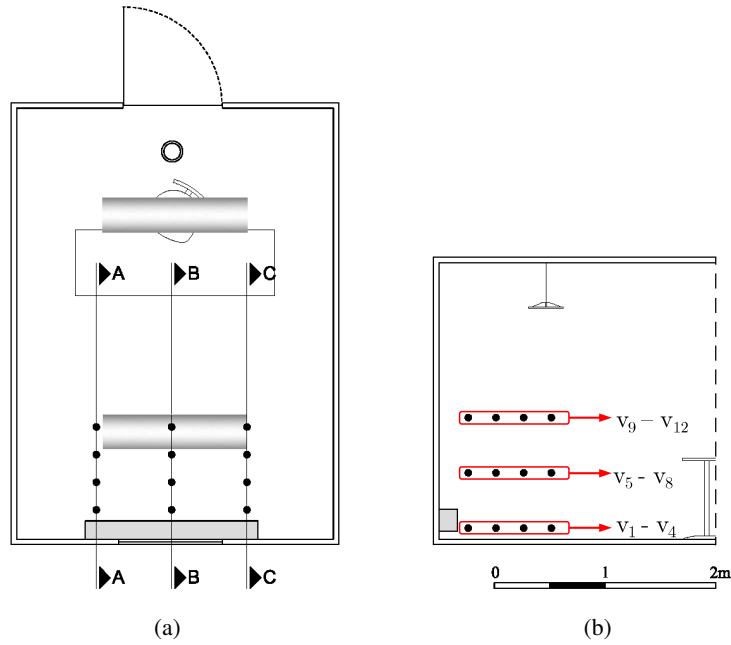 A B C
A B C
(a)
v₉ – v₁₂
v₅ - v₈
v₁ - v₄
0 1 2m
(b)